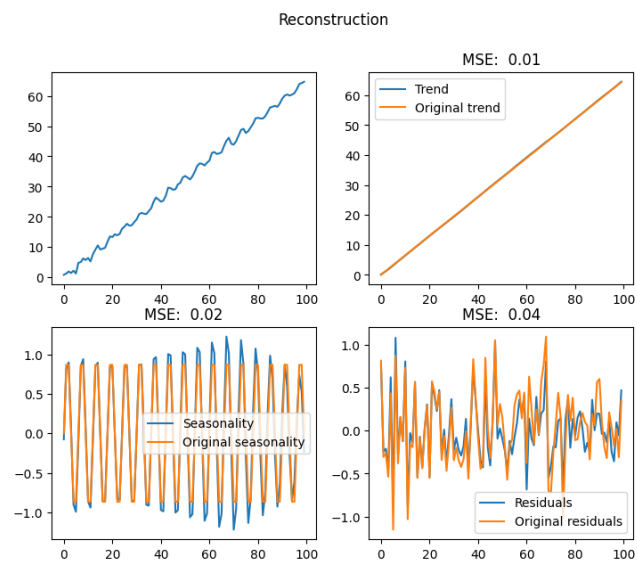 Reconstruction
MSE:  0.01
60
50
40
30
20
10
0
0 20 40 60 80 100
Trend
Original trend
60
50
40
30
20
10
0
0 20 40 60 80 100
MSE:  0.02
1.0
0.5
0.0
−0.5
−1.0
Seasonality
Original seasonality
0 20 40 60 80 100
MSE:  0.04
1.0
0.5
0.0
−0.5
−1.0
Residuals
Original residuals
0 20 40 60 80 100